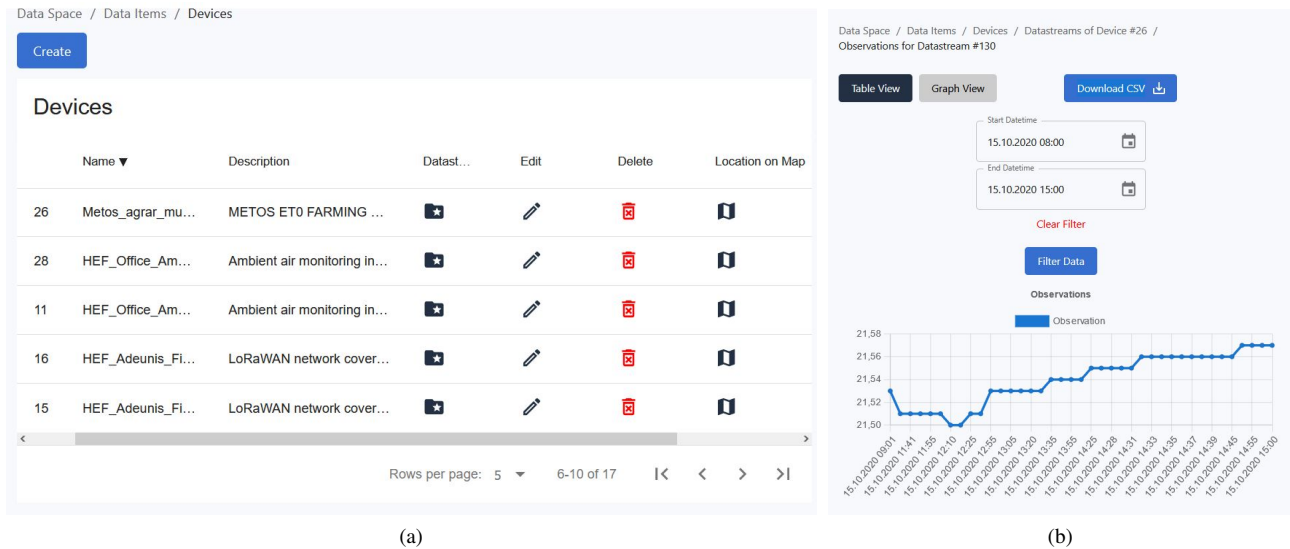 Data Space / Data Items / Devices
Create
Devices
Name ▼ Description Datast... Edit Delete Location on Map
26 Metos_agrar_mu... METOS ET0 FARMING ...
28 HEF_Office_Am... Ambient air monitoring in...
11 HEF_Office_Am... Ambient air monitoring in...
16 HEF_Adeunis_Fi... LoRaWAN network cover...
15 HEF_Adeunis_Fi... LoRaWAN network cover...
Rows per page: 5 6-10 of 17
(a)
Data Space / Data Items / Devices / Datastreams of Device #26 /
Observations for Datastream #130
Table View Graph View Download CSV
Start Datetime
15.10.2020 08:00
End Datetime
15.10.2020 15:00
Clear Filter
Filter Data
Observations
Observation
21,58
21,56
21,54
21,52
21,50
15.10.2020 09:01
15.10.2020 11:41
15.10.2020 11:55
15.10.2020 12:10
15.10.2020 12:25
15.10.2020 12:55
15.10.2020 13:05
15.10.2020 13:20
15.10.2020 13:35
15.10.2020 13:55
15.10.2020 14:25
15.10.2020 14:28
15.10.2020 14:31
15.10.2020 14:33
15.10.2020 14:35
15.10.2020 14:37
15.10.2020 14:39
15.10.2020 14:45
15.10.2020 14:55
15.10.2020 15:00
(b)